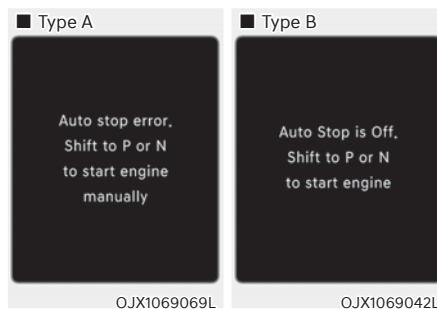 ■ Type A
Auto stop error.
Shift to P or N
to start engine
manually
OJX1069069L
■ Type B
Auto Stop is Off.
Shift to P or N
to start engine
OJX1069042L